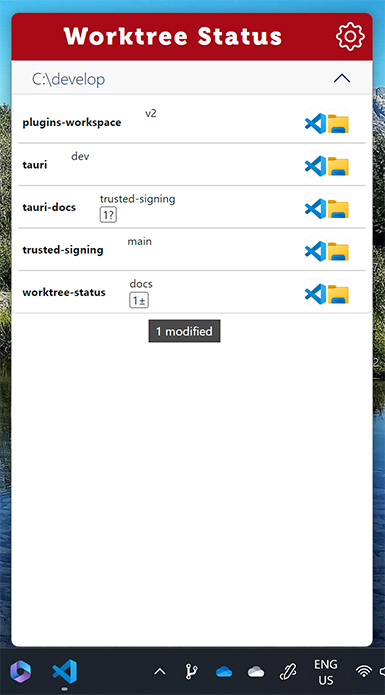 Worktree Status
C:\develop
plugins-workspace v2
tauri dev
tauri-docs trusted-signing
1?
trusted-signing main
worktree-status docs
1±
1 modified
ENG
US